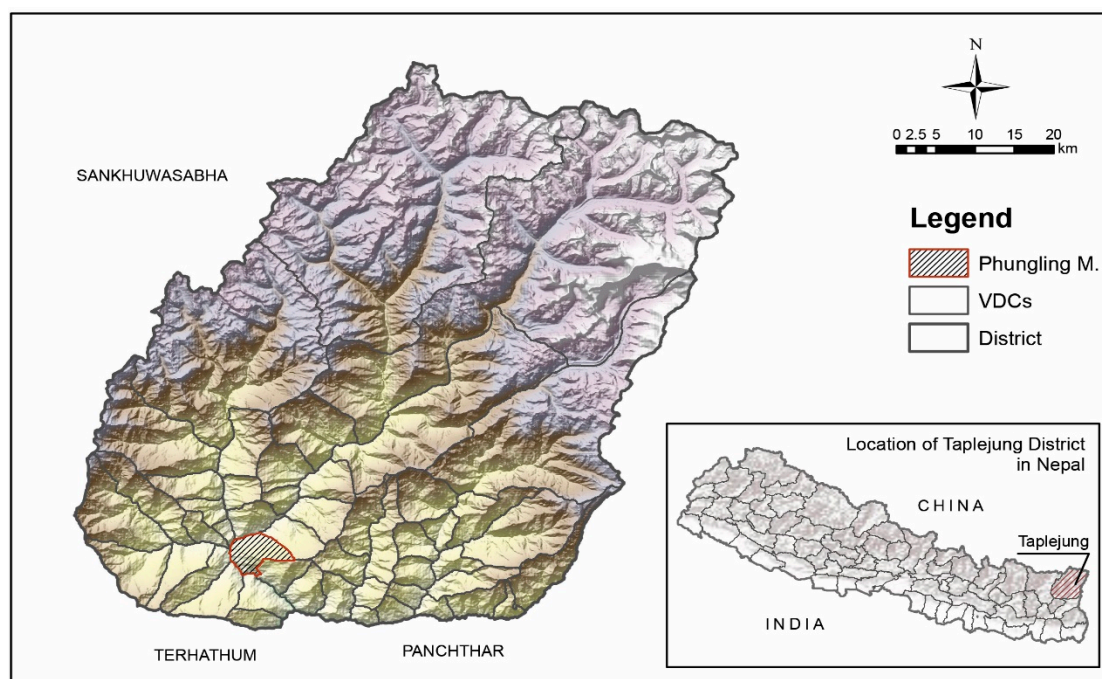 N
0 2.5 5 10 15 20
km
SANKHUWASABHA
Legend
Phungling M.
VDCs
District
Location of Taplejung District
in Nepal
CHINA
Taplejung
INDIA
TERHATHUM
PANCHTHAR